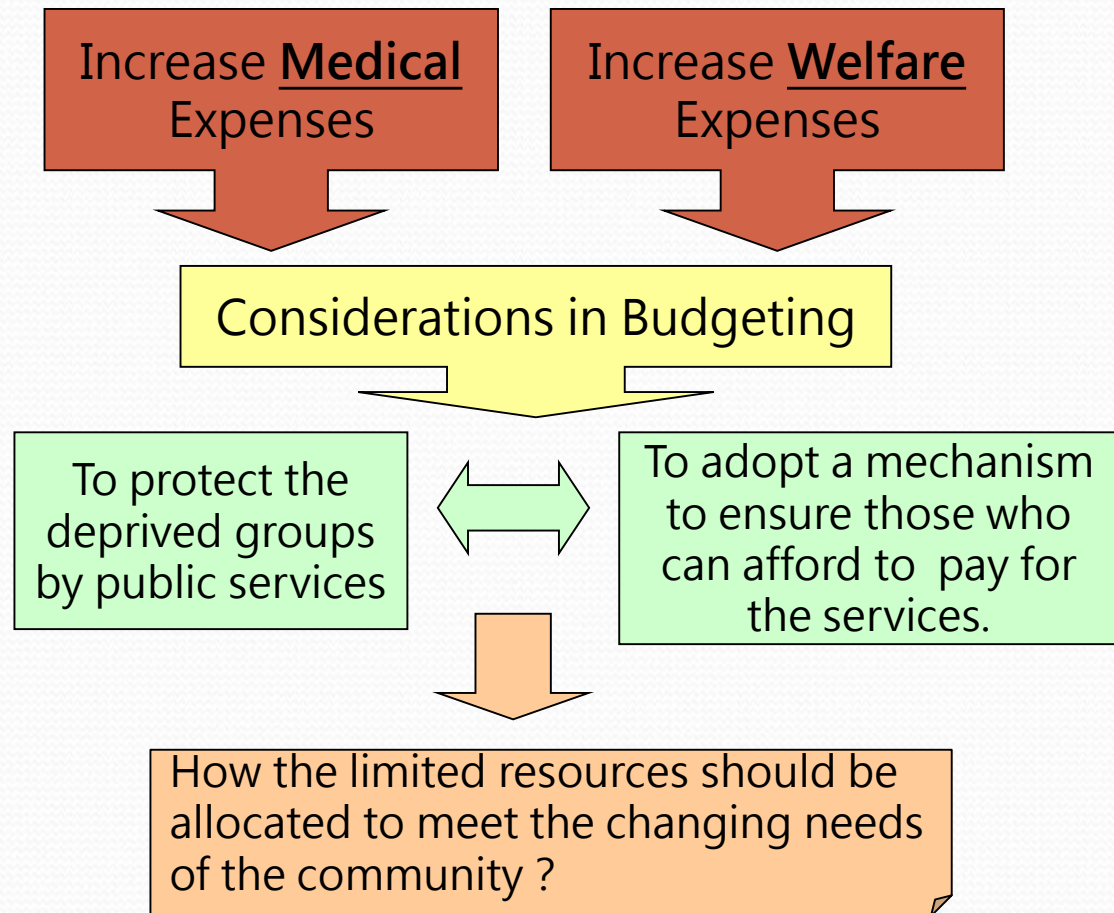 Increase Medical
Expenses
Increase Welfare
Expenses
Considerations in Budgeting
To protect the
deprived groups
by public services
To adopt a mechanism
to ensure those who
can afford to  pay for
the services.
How the limited resources should be
allocated to meet the changing needs
of the community ?